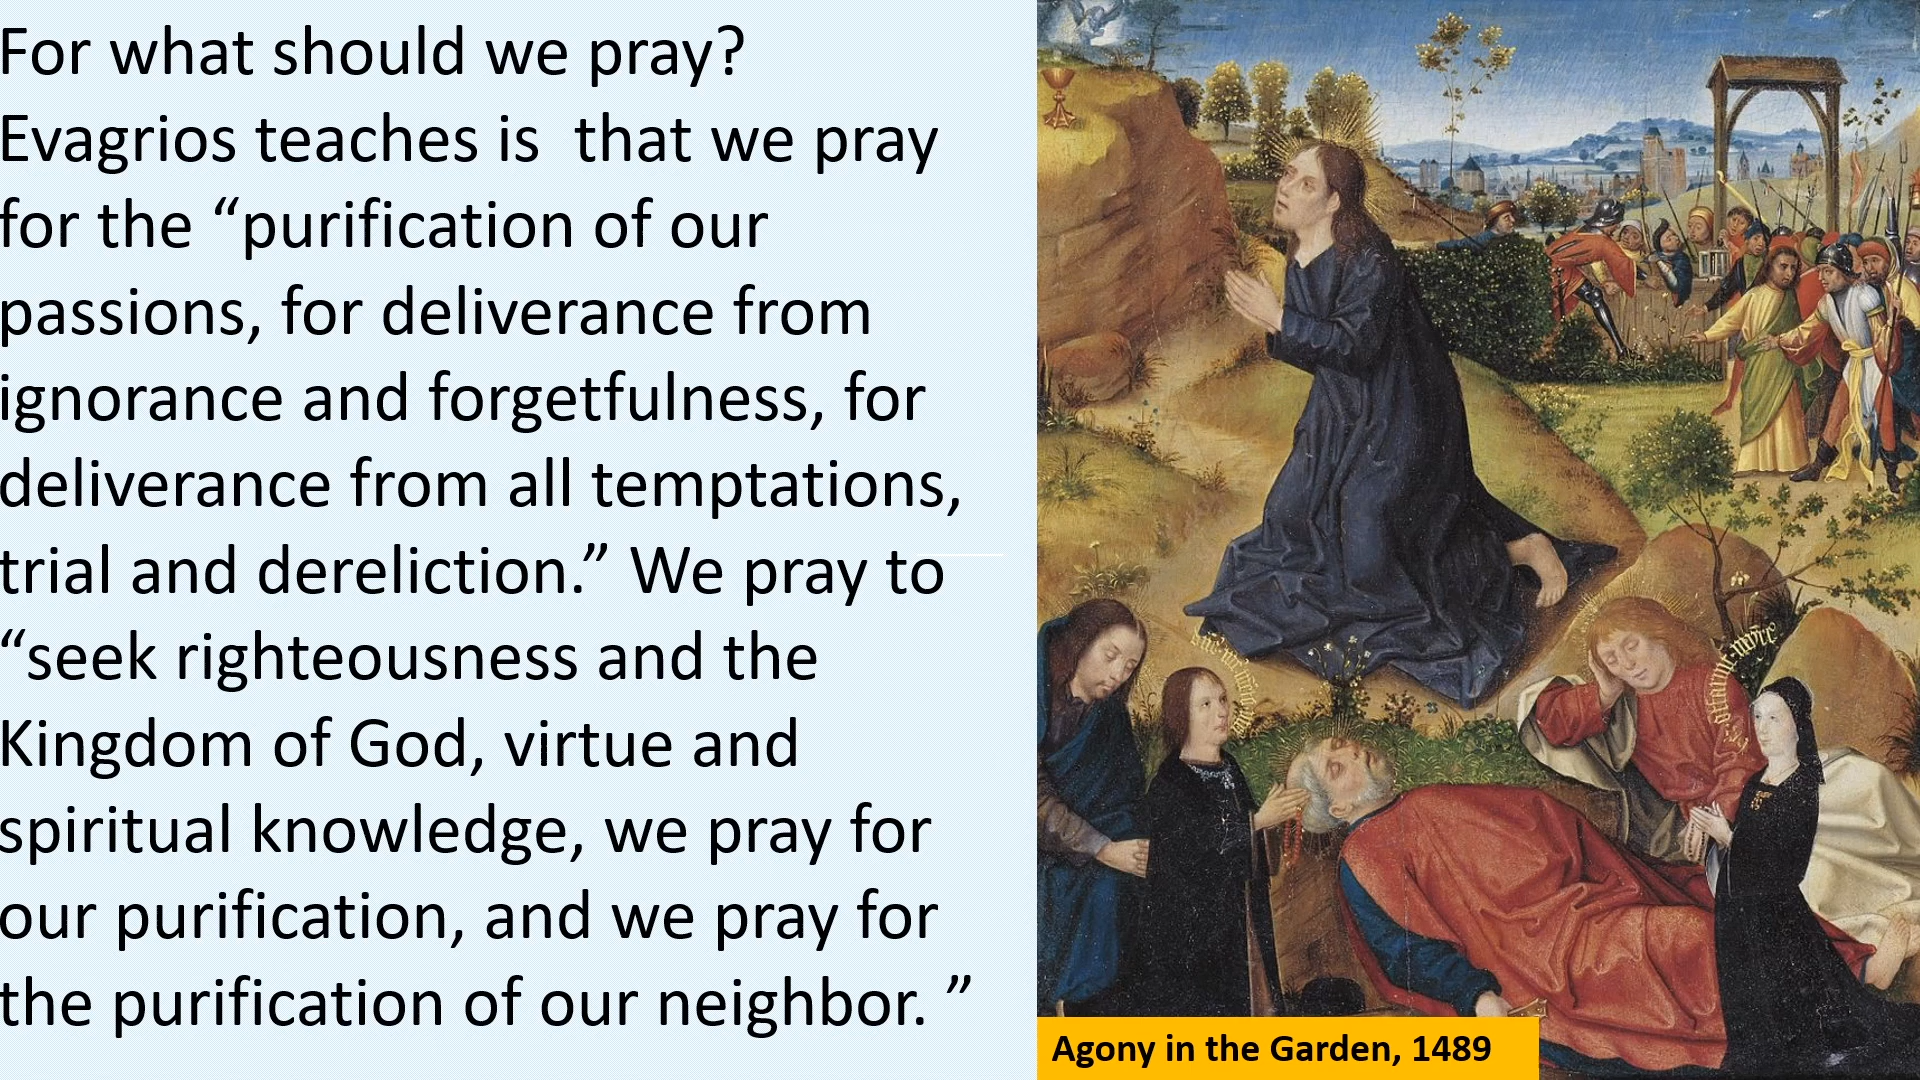 For what should we pray?
Evagrios teaches is  that we pray
for the “purification of our
passions, for deliverance from
ignorance and forgetfulness, for
deliverance from all temptations,
trial and dereliction.” We pray to
“seek righteousness and the
Kingdom of God, virtue and
spiritual knowledge, we pray for
our purification, and we pray for
the purification of our neighbor. ”
Agony in the Garden, 1489